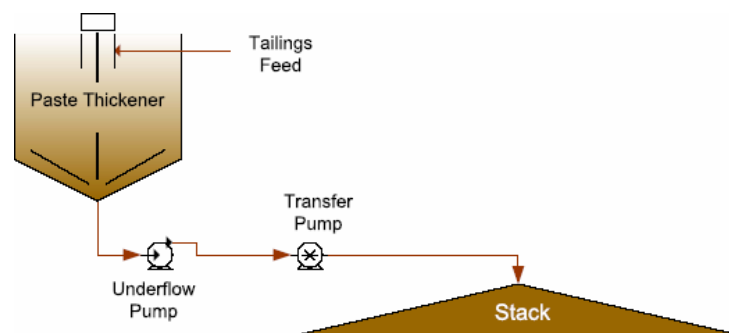 Tailings
Feed
Paste Thickener
Transfer
Pump
Underflow
Pump
Stack